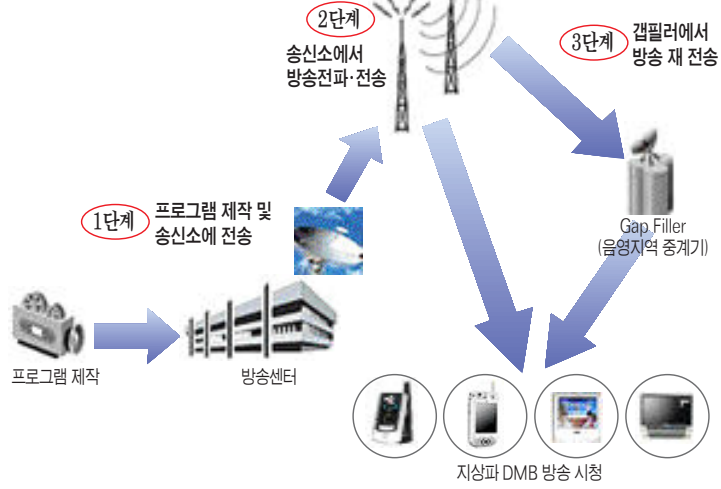 2단계
송신소에서
방송전파·전송
3단계
갭필러에서
방송 재 전송
1단계
프로그램 제작 및
송신소에 전송
Gap Filler
(음영지역 중계기)
프로그램 제작
방송센터
지상파 DMB 방송 시청